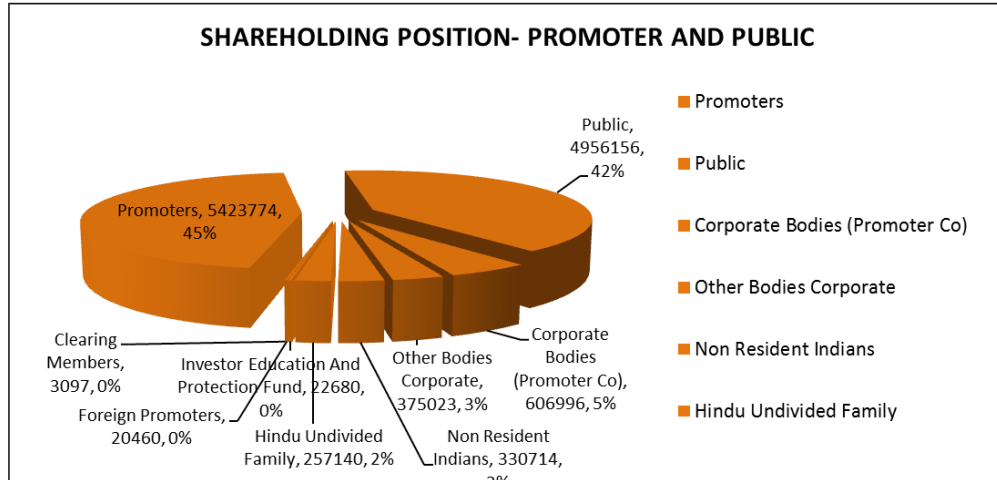 SHAREHOLDING POSITION- PROMOTER AND PUBLIC
Public,
4956156,
42%
Promoters, 5423774,
45%
Clearing
Members,
3097, 0%
Investor Education And
Protection Fund, 22680,
0%
Foreign Promoters,
20460, 0%
Hindu Undivided
Family, 257140, 2%
Non Resident
Indians, 330714,
Other Bodies
Corporate,
375023, 3%
Corporate
Bodies
(Promoter Co),
606996, 5%
Promoters
Public
Corporate Bodies (Promoter Co)
Other Bodies Corporate
Non Resident Indians
Hindu Undivided Family